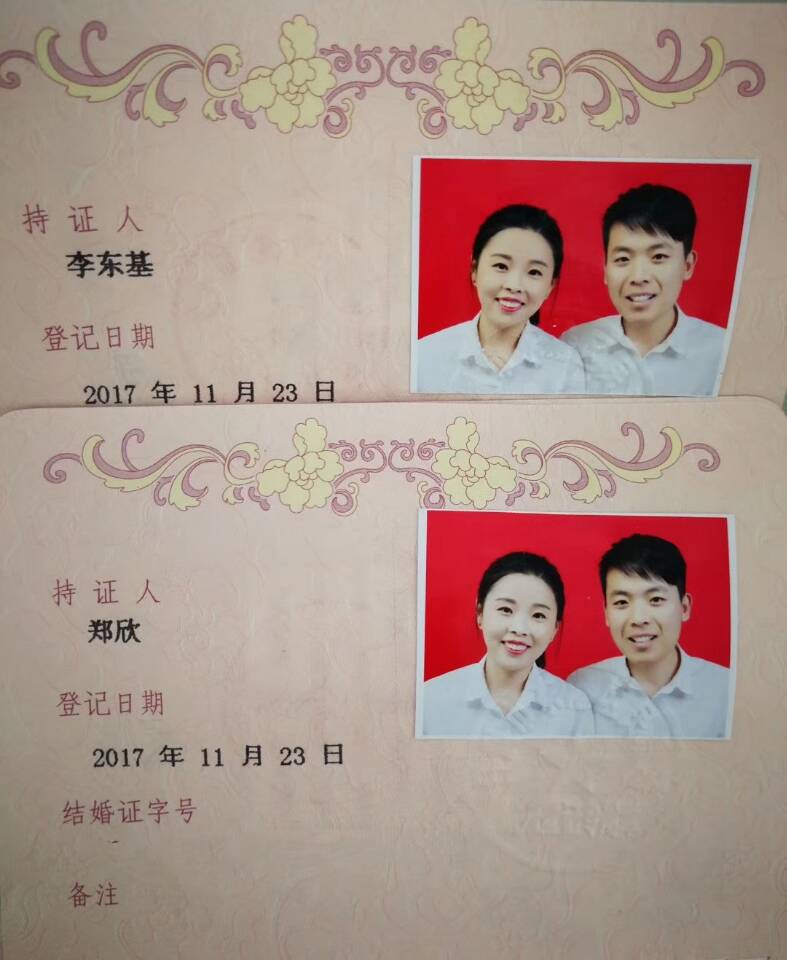 持 证 人
李东基
登记日期
2017 年 11 月 23 日
持 证 人
郑欣
登记日期
2017 年 11 月 23 日
结婚证字号
备注